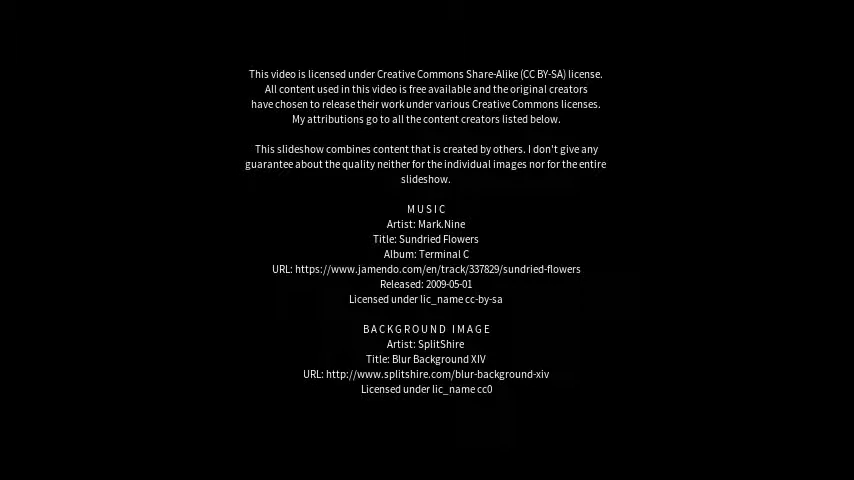 This video is licensed under Creative Commons Share-Alike (CC BY-SA) license.
All content used in this video is free available and the original creators
have chosen to release their work under various Creative Commons licenses.
My attributions go to all the content creators listed below.
This slideshow combines content that is created by others. I don't give any
guarantee about the quality neither for the individual images nor for the entire
slideshow.
MUSIC
Artist: Mark.Nine
Title: Sundried Flowers
Album: Terminal C
URL: https://www.jamendo.com/en/track/337829/sundried-flowers
Released: 2009-05-01
Licensed under lic_name cc-by-sa
BACKGROUND IMAGE
Artist: SplitShire
Title: Blur Background XIV
URL: http://www.splitshire.com/blur-background-xiv
Licensed under lic_name cc0